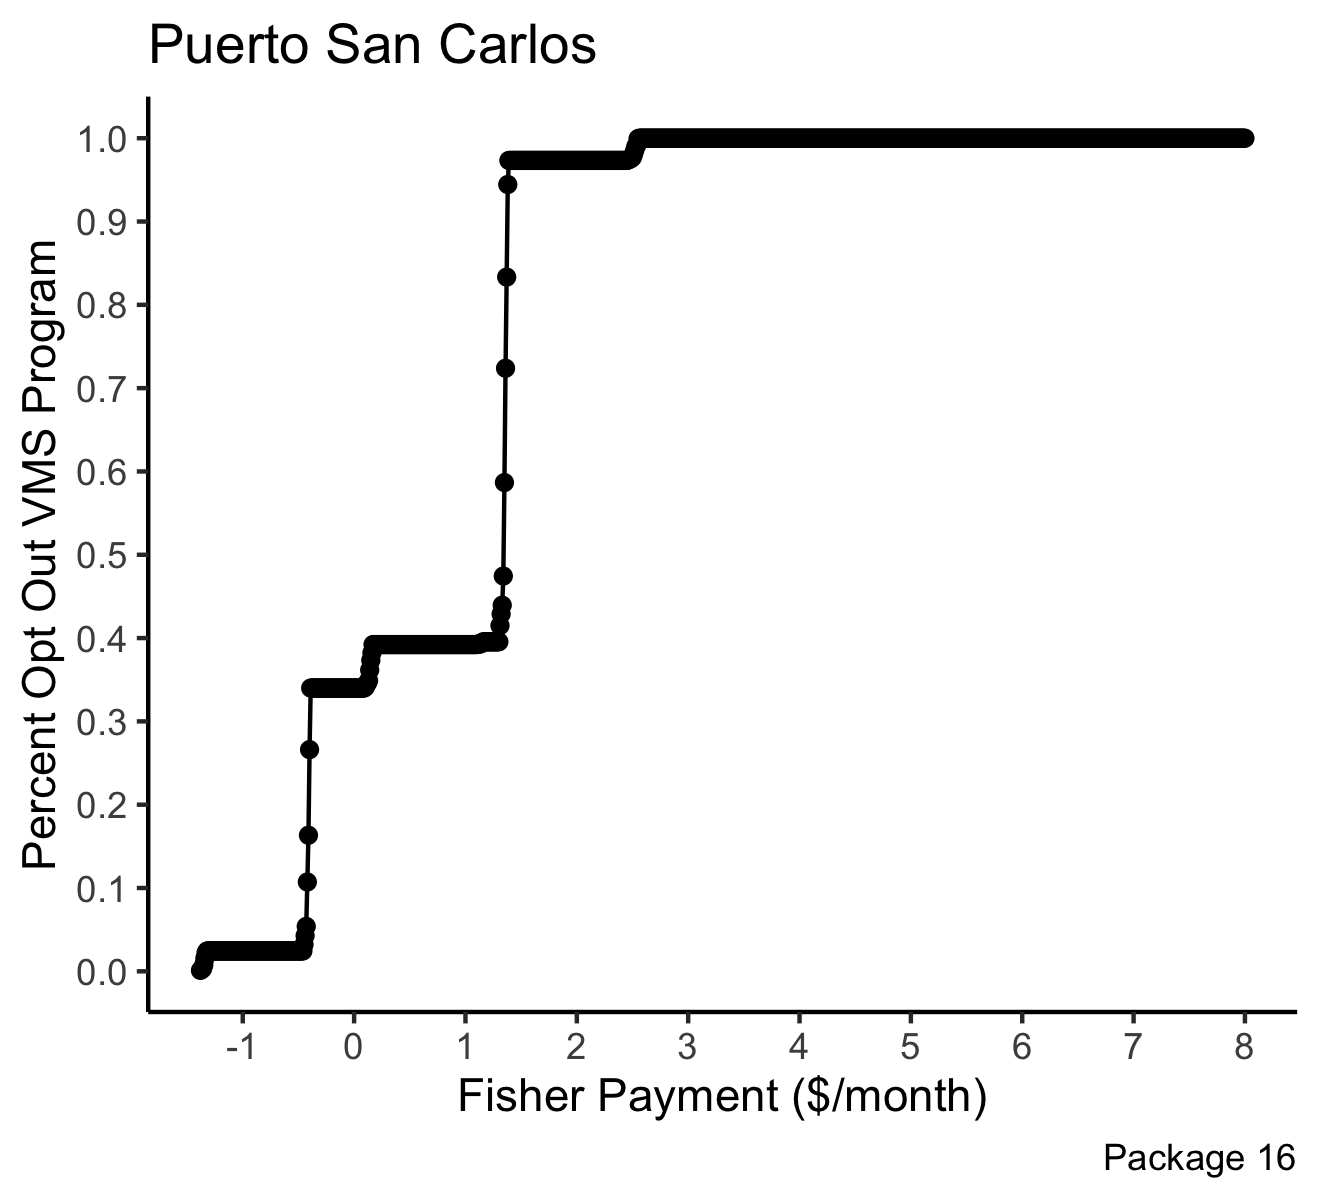 Puerto San Carlos
Percent Opt Out VMS Program
1.0
0.9
0.8
0.7
0.6
0.5
0.4
0.3
0.2
0.1
0.0
-1 0 1 2 3 4 5 6 7 8
Fisher Payment ($/month)
Package 16